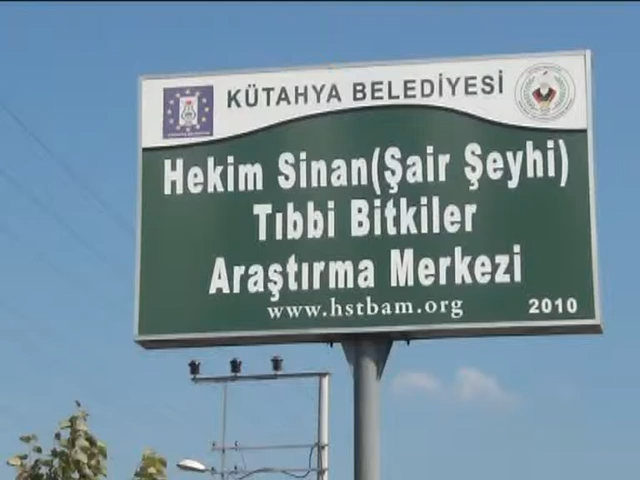 KÜTAHYA BELEDİYESİ
Hekim Sinan(Şair Şeyhi)
Tıbbi Bitkiler
Araştırma Merkezi
www.hstbam.org
2010